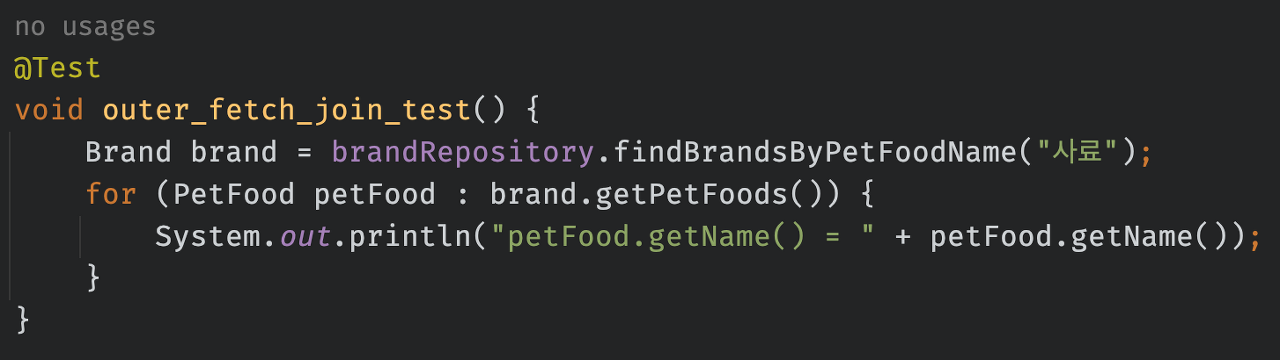 no usages
@Test
void outer_fetch_join_test() {
    Brand brand = brandRepository.findBrandsByPetFoodName("사료");
    for (PetFood petFood : brand.getPetFoods()) {
        System.out.println("petFood.getName() = " + petFood.getName());
    }
}